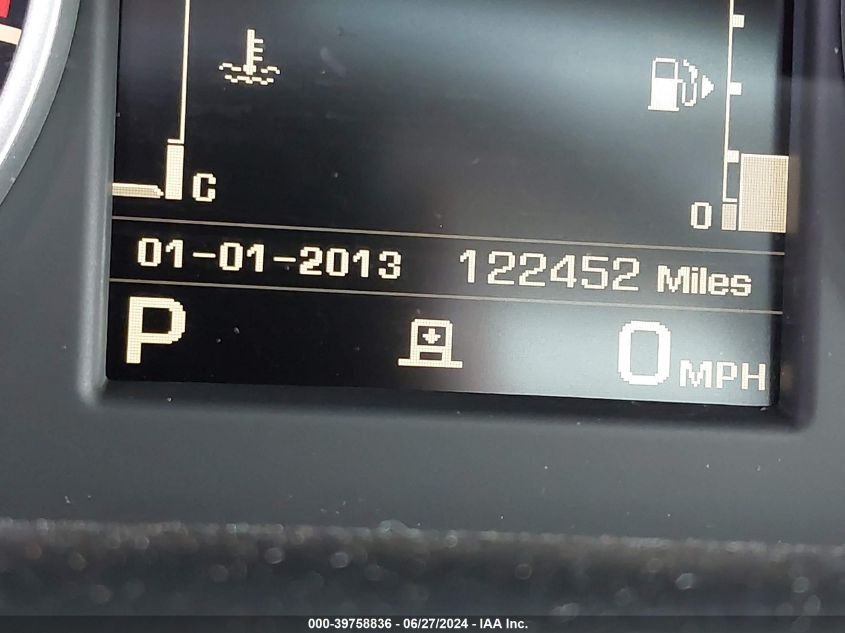 C
0
01-01-2013 122452 Miles
P 0 MPH
000-39758836 - 06/27/2024 - IAA Inc.